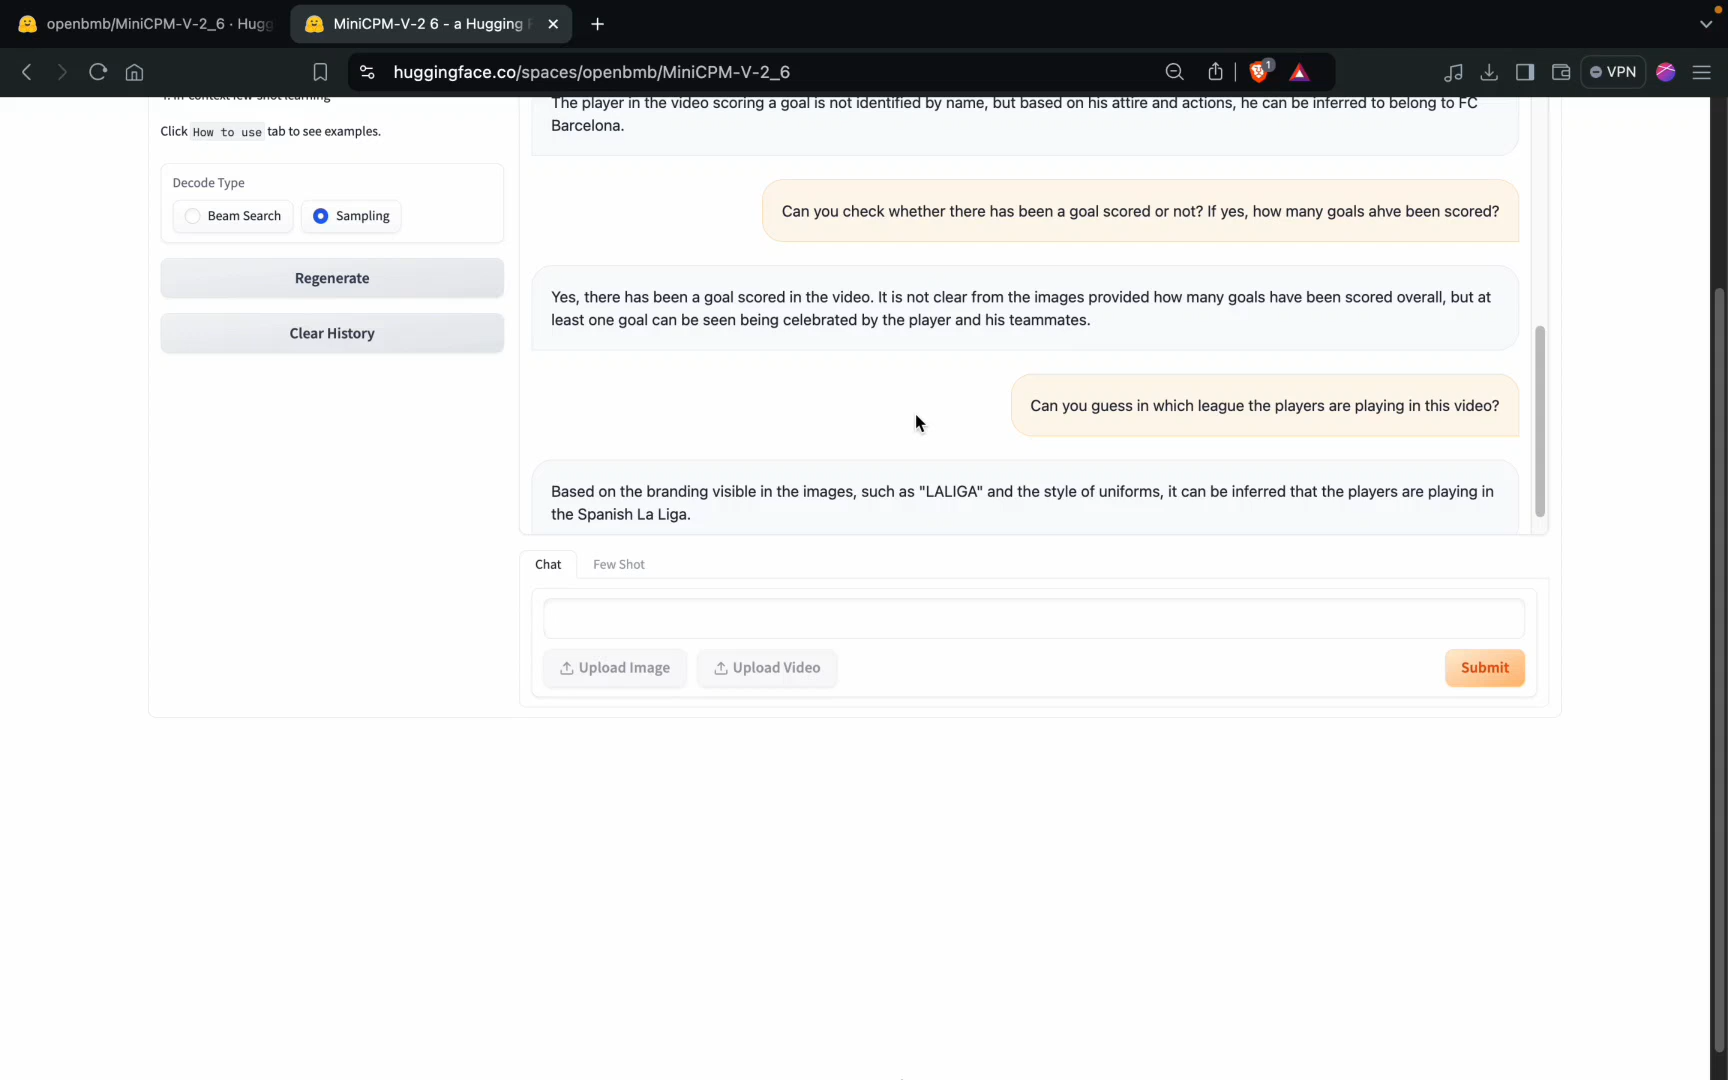 openbmb/MiniCPM-V-2_6 · Hugg
MiniCPM-V-2 6 - a Hugging F
huggingface.co/spaces/openbmb/MiniCPM-V-2_6
1
VPN
4. In-context few-shot learning
Click How to use tab to see examples.
Decode Type
Beam Search
Sampling
Regenerate
Clear History
The player in the video scoring a goal is not identified by name, but based on his attire and actions, he can be inferred to belong to FC
Barcelona.
Can you check whether there has been a goal scored or not? If yes, how many goals ahve been scored?
Yes, there has been a goal scored in the video. It is not clear from the images provided how many goals have been scored overall, but at
least one goal can be seen being celebrated by the player and his teammates.
Can you guess in which league the players are playing in this video?
Based on the branding visible in the images, such as "LALIGA" and the style of uniforms, it can be inferred that the players are playing in
the Spanish La Liga.
Chat
Few Shot
Upload Image
Upload Video
Submit